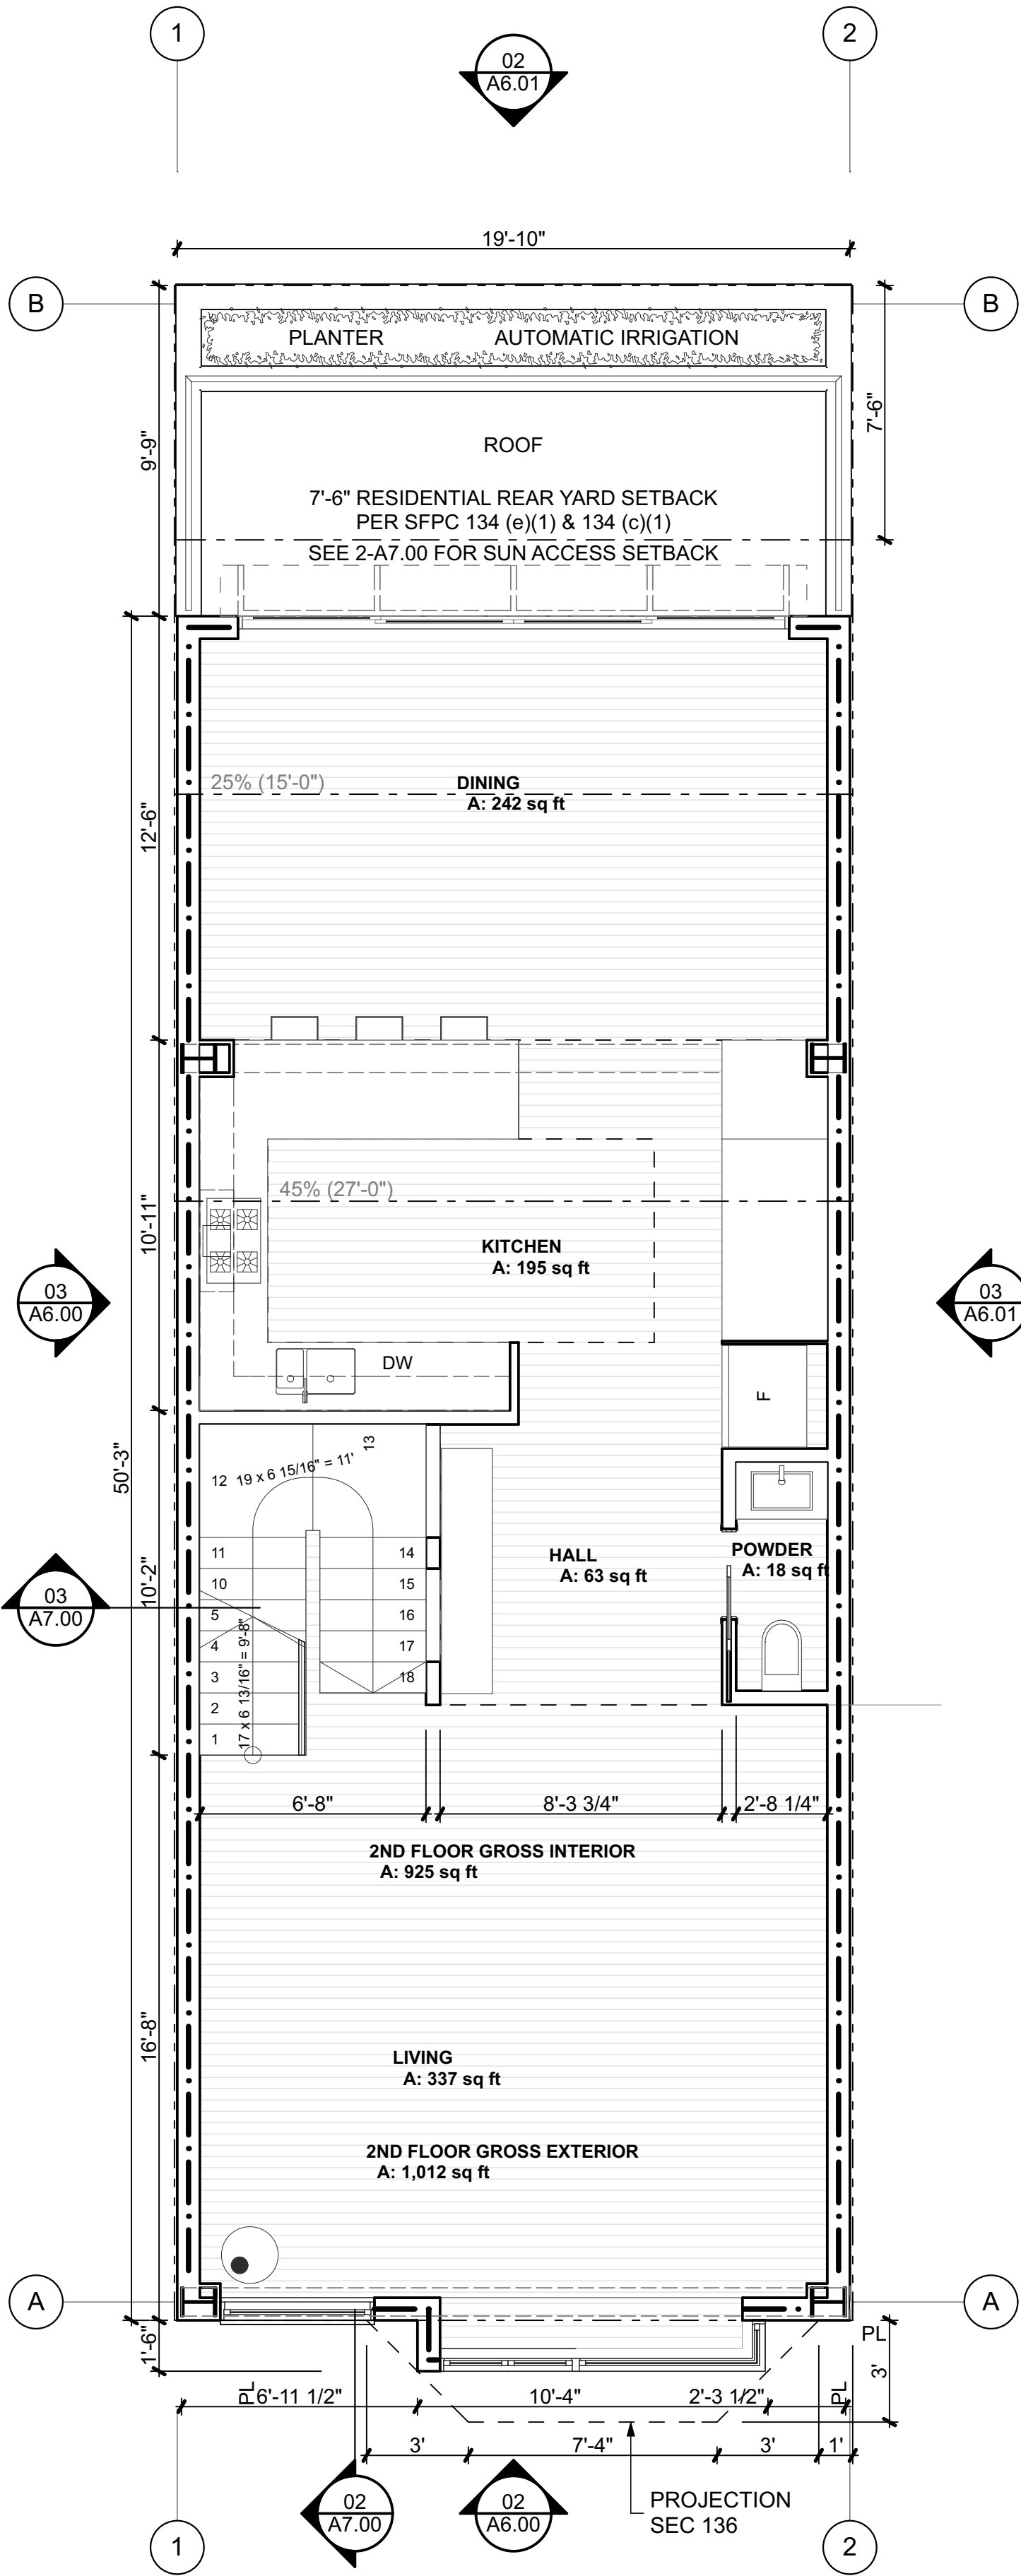 1
2
02
A6.01
19'-10"
B
B
PLANTER
AUTOMATIC IRRIGATION
9'-9"
7'-6"
ROOF
7'-6" RESIDENTIAL REAR YARD SETBACK
PER SFPC 134 (e)(1) & 134 (c)(1)
SEE 2-A7.00 FOR SUN ACCESS SETBACK
25% (15'-0")
DINING
A: 242 sq ft
12'-6"
45% (27'-0")
10'-11"
KITCHEN
A: 195 sq ft
03
A6.00
03
A6.01
DW
F
50'-3"
13
12
19 x 6 15/16" = 11'
11
14
10
15
5
16
4
17
3
18
2
1
17 x 6 13/16" = 9'-8"
10'-2"
HALL
A: 63 sq ft
POWDER
A: 18 sq ft
03
A7.00
6'-8"
8'-3 3/4"
2'-8 1/4"
2ND FLOOR GROSS INTERIOR
A: 925 sq ft
16'-8"
LIVING
A: 337 sq ft
2ND FLOOR GROSS EXTERIOR
A: 1,012 sq ft
A
A
1'-6"
PL
3'
PL
6'-11 1/2"
10'-4"
2'-3 1/2"
PL
3'
7'-4"
3'
1'
02
A7.00
02
A6.00
PROJECTION
SEC 136
1
2